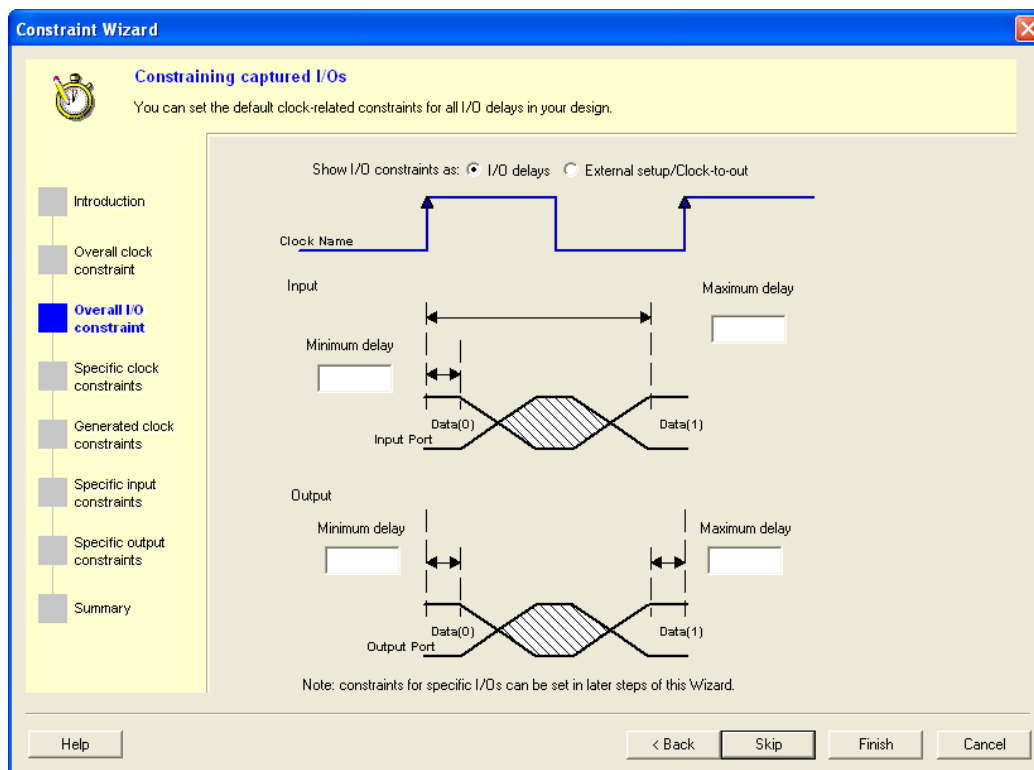 Constraint Wizard
Constraining captured I/Os
You can set the default clock-related constraints for all I/O delays in your design.
Introduction
Overall clock
constraint
Overall I/O
constraint
Specific clock
constraints
Generated clock
constraints
Specific input
constraints
Specific output
constraints
Summary
Show I/O constraints as: I/O delays External setup/Clock-to-out
Clock Name
Input
Maximum delay
Minimum delay
Data(0) Data(1)
Input Port
Output
Minimum delay Maximum delay
Data(0) Data(1)
Output Port
Note: constraints for specific I/Os can be set in later steps of this Wizard.
Help < Back Skip Finish Cancel